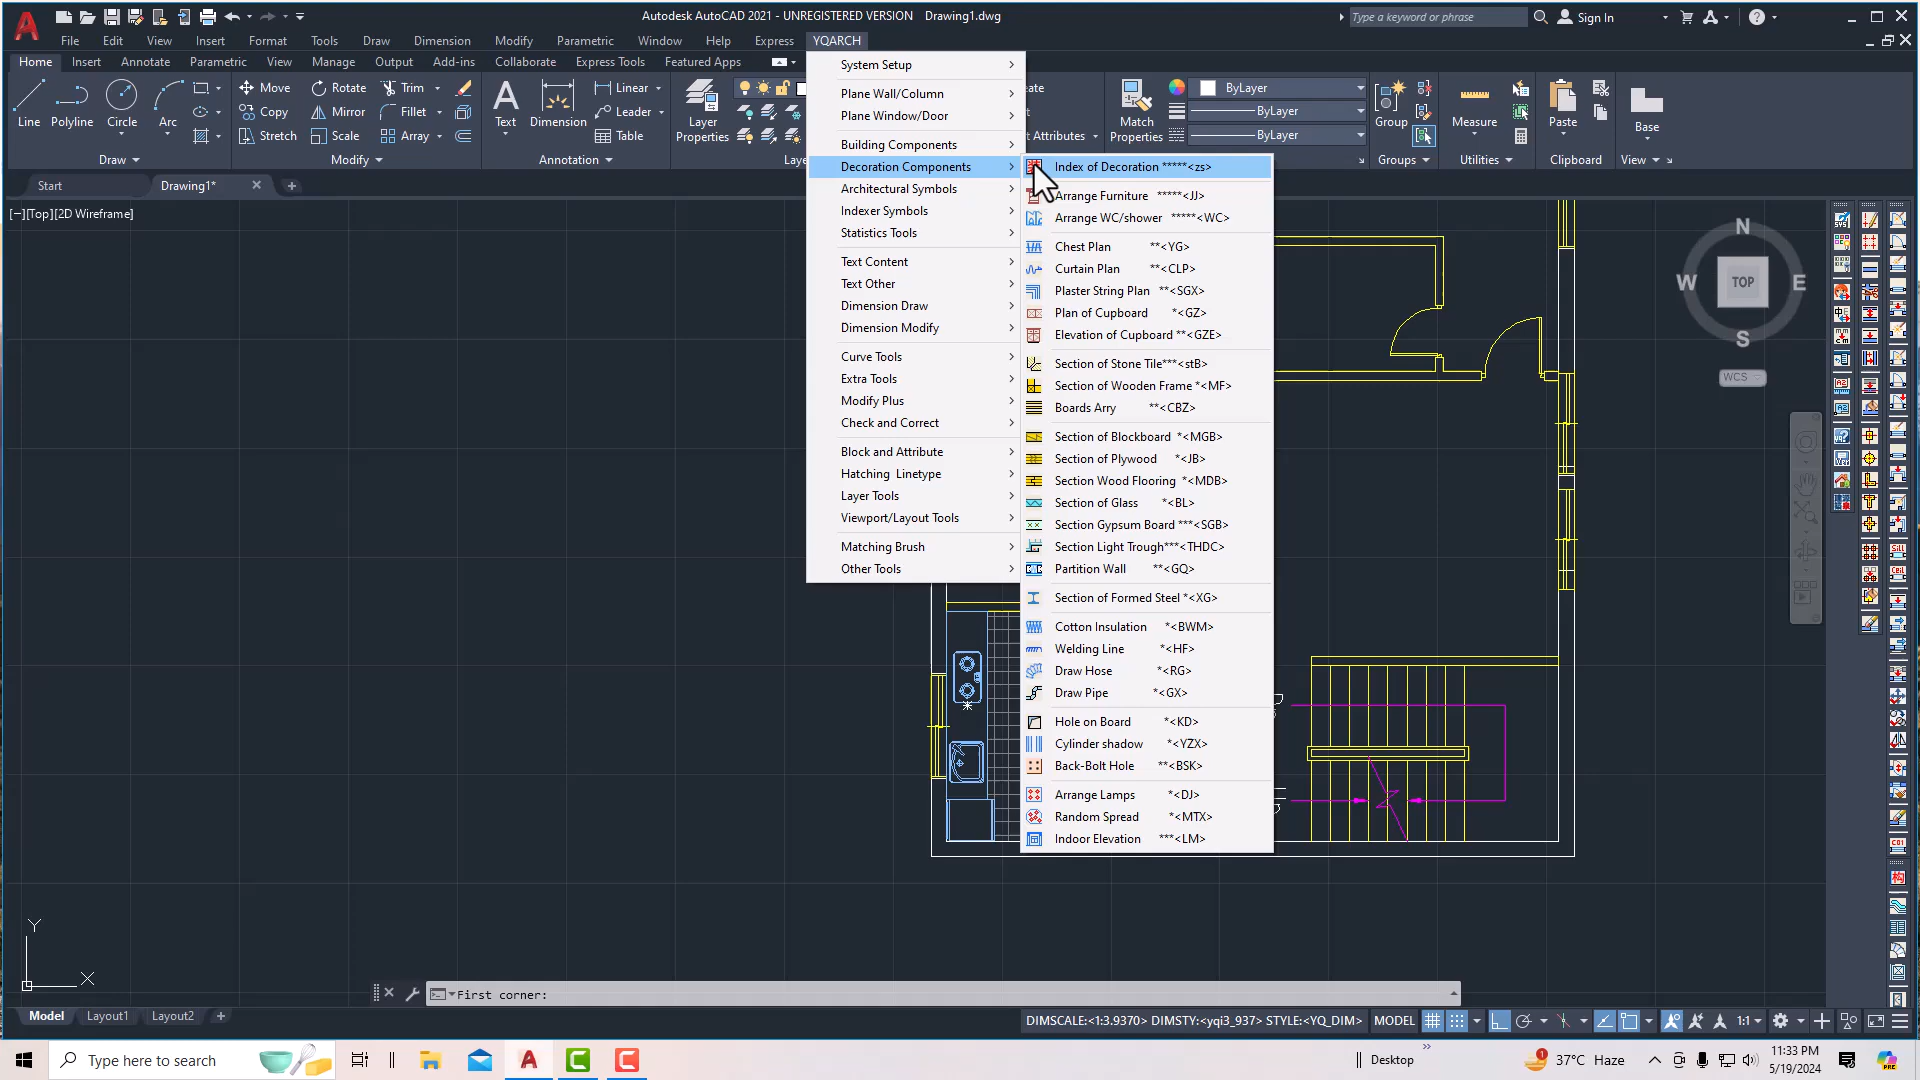 Autodesk AutoCAD 2021 - UNREGISTERED VERSION Drawing1.dwg
Type a keyword or phrase
Sign In
File Edit View Insert Format Tools Draw Dimension Modify Parametric Window Help Express YQARCH
Home Insert Annotate Parametric View Manage Output Add-ins Collaborate Express Tools Featured Apps
Line Polyline Circle Arc
Move Rotate Trim
Copy Mirror Fillet
Stretch Scale Array
Text Dimension
Linear
Leader
Table
Layer Properties
Match Properties
ByLayer
ByLayer
ByLayer
Group Measure Paste Base
Draw Modify Annotation Groups Utilities Clipboard View
Start Drawing1*
[−][Top][2D Wireframe]
System Setup
Plane Wall/Column
Plane Window/Door
Building Components
Decoration Components
Architectural Symbols
Indexer Symbols
Statistics Tools
Text Content
Text Other
Dimension Draw
Dimension Modify
Curve Tools
Extra Tools
Modify Plus
Check and Correct
Block and Attribute
Hatching Linetype
Layer Tools
Viewport/Layout Tools
Matching Brush
Other Tools
Attributes
Index of Decoration *****<zs>
Arrange Furniture *****<JJ>
Arrange WC/shower *****<WC>
Chest Plan **<YG>
Curtain Plan **<CLP>
Plaster String Plan **<SGX>
Plan of Cupboard *<GZ>
Elevation of Cupboard **<GZE>
Section of Stone Tile***<stB>
Section of Wooden Frame *<MF>
Boards Arry **<CBZ>
Section of Blockboard *<MGB>
Section of Plywood *<JB>
Section Wood Flooring *<MDB>
Section of Glass *<BL>
Section Gypsum Board ***<SGB>
Section Light Trough***<THDC>
Partition Wall **<GQ>
Section of Formed Steel *<XG>
Cotton Insulation *<BWM>
Welding Line *<HF>
Draw Hose *<RG>
Draw Pipe *<GX>
Hole on Board *<KD>
Cylinder shadow *<YZX>
Back-Bolt Hole **<BSK>
Arrange Lamps *<DJ>
Random Spread *<MTX>
Indoor Elevation ***<LM>
N
W TOP E
S
WCS
Y
X
First corner:
Model Layout1 Layout2
DIMSCALE:<1:3.9370> DIMSTY:<yqi3_937> STYLE:<YQ_DIM> MODEL
1:1
Type here to search
Desktop
37°C Haze
11:33 PM
5/19/2024